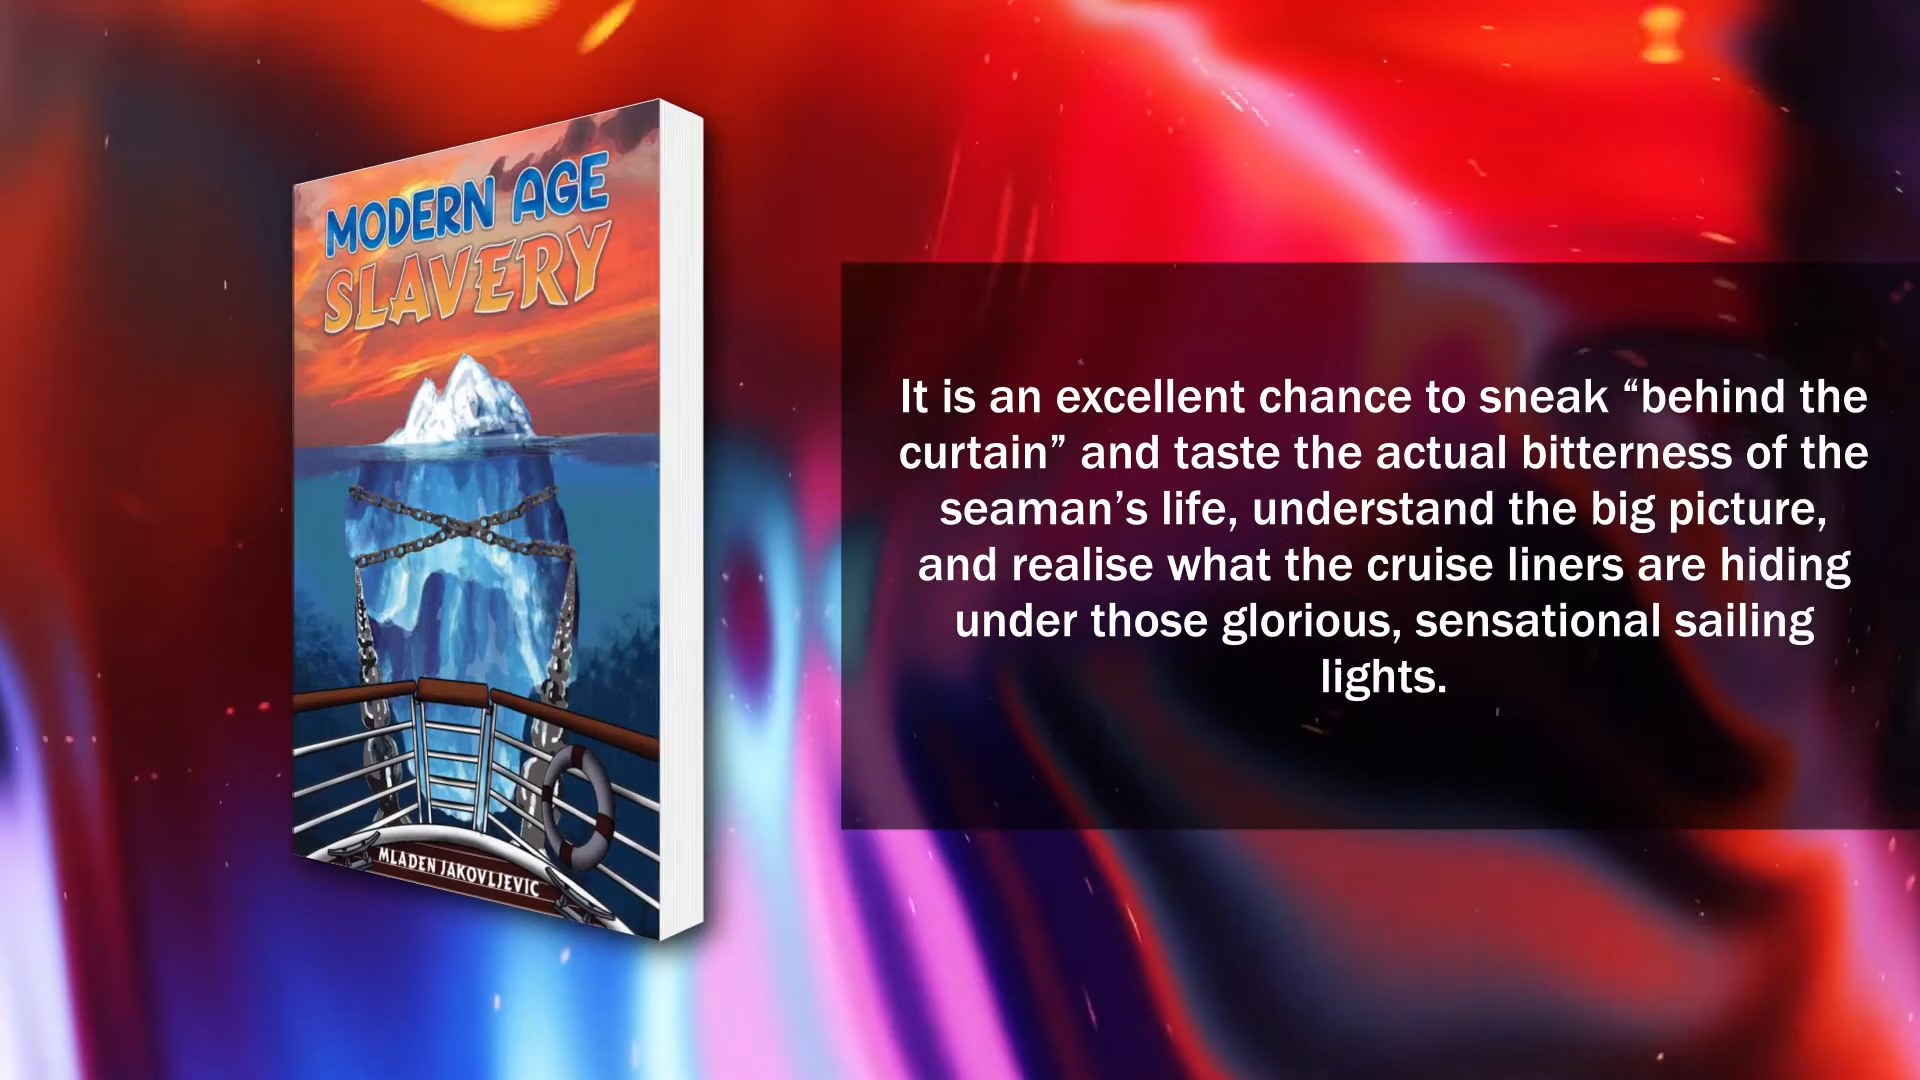 MODERN AGE
SLAVERY
MLADEN JAKOVLJEVIC
It is an excellent chance to sneak “behind the
curtain” and taste the actual bitterness of the
seaman’s life, understand the big picture,
and realise what the cruise liners are hiding
under those glorious, sensational sailing
lights.